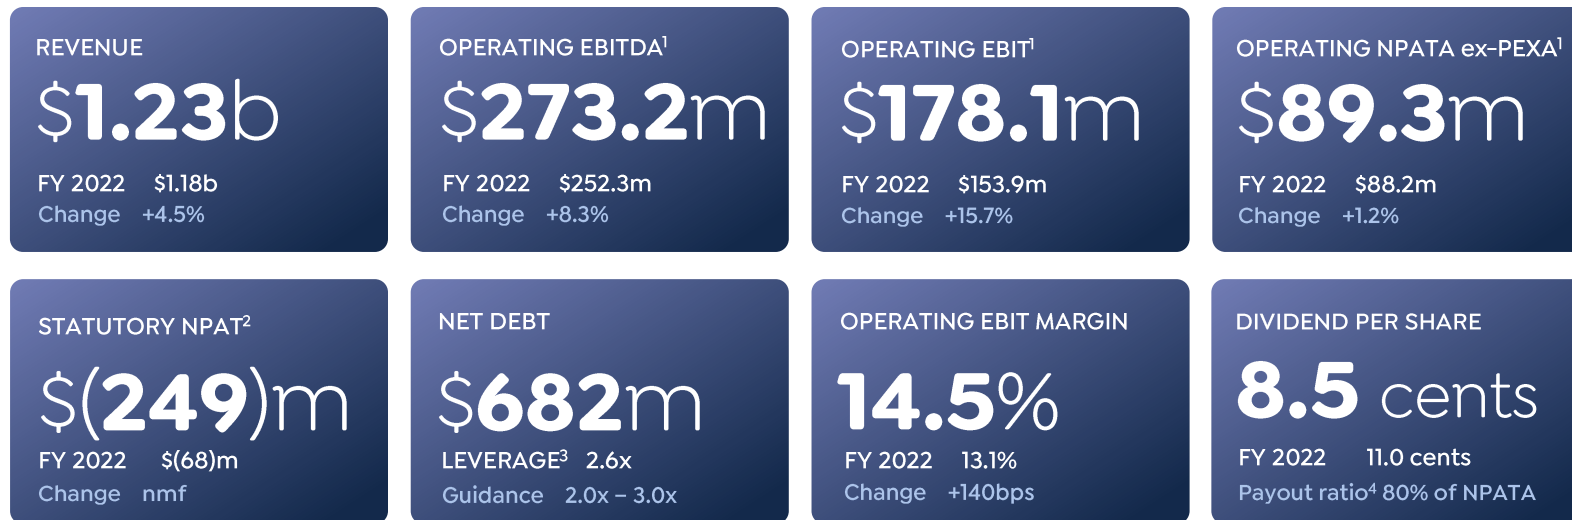 REVENUE
$1.23b
FY 2022 $1.18b
Change +4.5%
OPERATING EBITDA¹
$273.2m
FY 2022 $252.3m
Change +8.3%
OPERATING EBIT¹
$178.1m
FY 2022 $153.9m
Change +15.7%
OPERATING NPATA ex-PEXA¹
$89.3m
FY 2022 $88.2m
Change +1.2%
STATUTORY NPAT²
$(249)m
FY 2022 $(68)m
Change nmf
NET DEBT
$682m
LEVERAGE³ 2.6x
Guidance 2.0x – 3.0x
OPERATING EBIT MARGIN
14.5%
FY 2022 13.1%
Change +140bps
DIVIDEND PER SHARE
8.5 cents
FY 2022 11.0 cents
Payout ratio⁴ 80% of NPATA